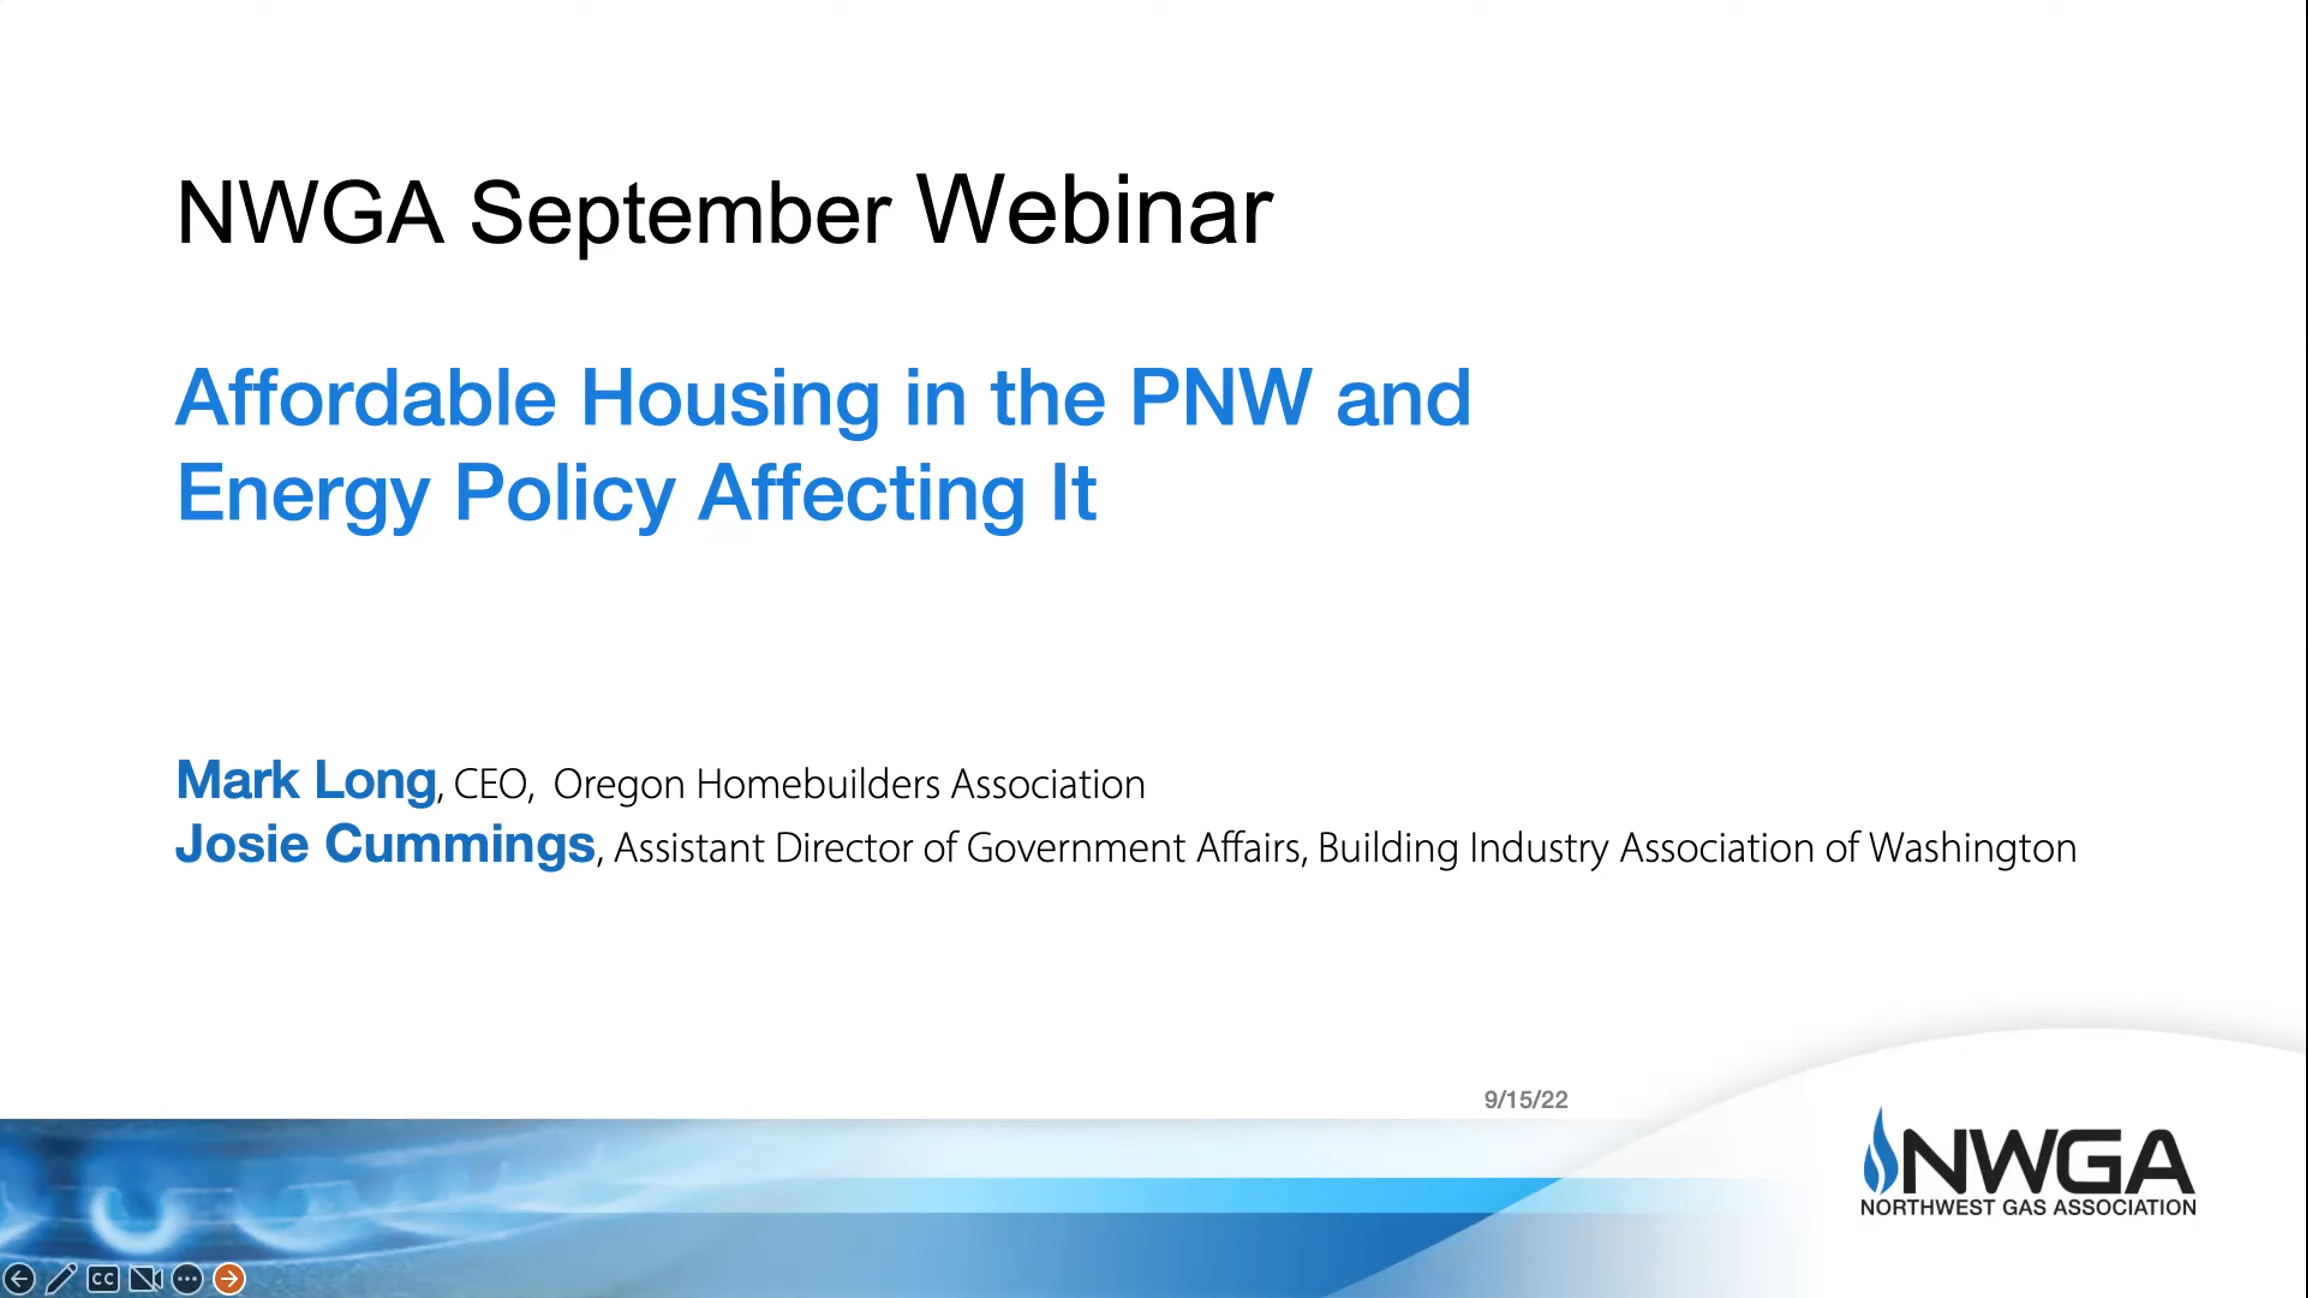 NWGA September Webinar
Affordable Housing in the PNW and
Energy Policy Affecting It
Mark Long, CEO, Oregon Homebuilders Association
Josie Cummings, Assistant Director of Government Affairs, Building Industry Association of Washington
9/15/22
NWGA
NORTHWEST GAS ASSOCIATION
CC